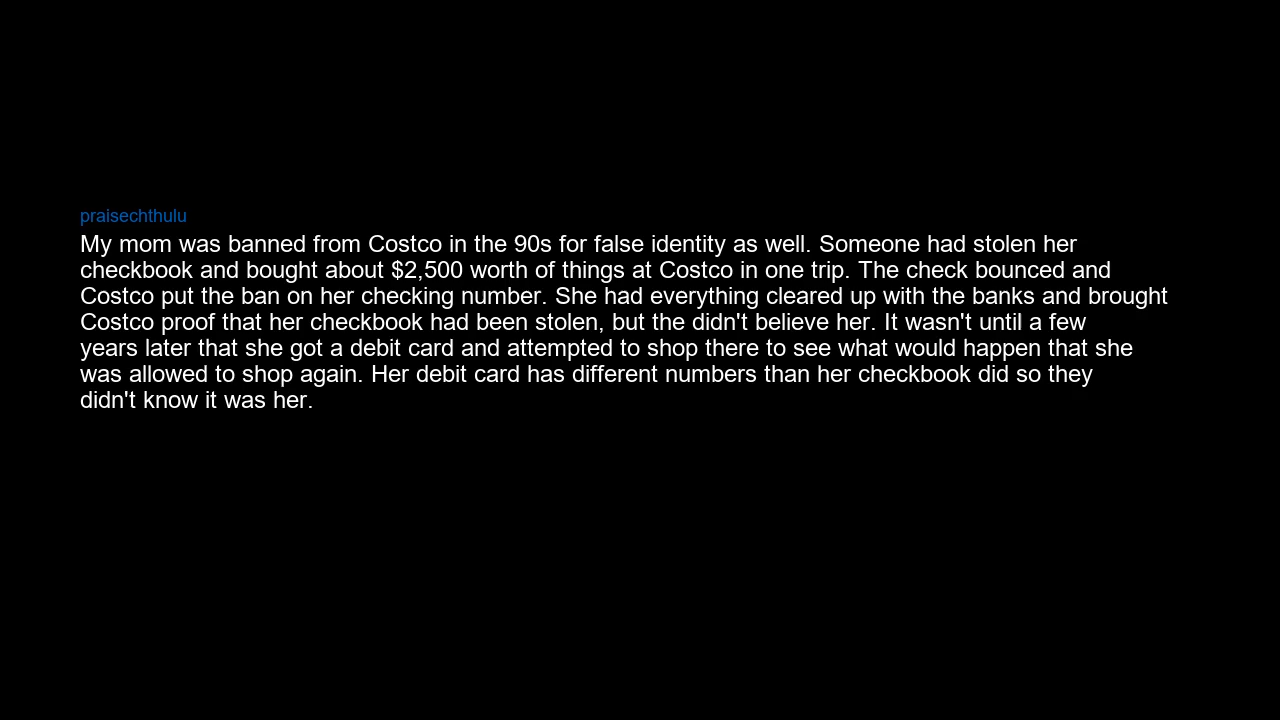 praisechthulu
My mom was banned from Costco in the 90s for false identity as well. Someone had stolen her
checkbook and bought about $2,500 worth of things at Costco in one trip. The check bounced and
Costco put the ban on her checking number. She had everything cleared up with the banks and brought
Costco proof that her checkbook had been stolen, but the didn't believe her. It wasn't until a few
years later that she got a debit card and attempted to shop there to see what would happen that she
was allowed to shop again. Her debit card has different numbers than her checkbook did so they
didn't know it was her.